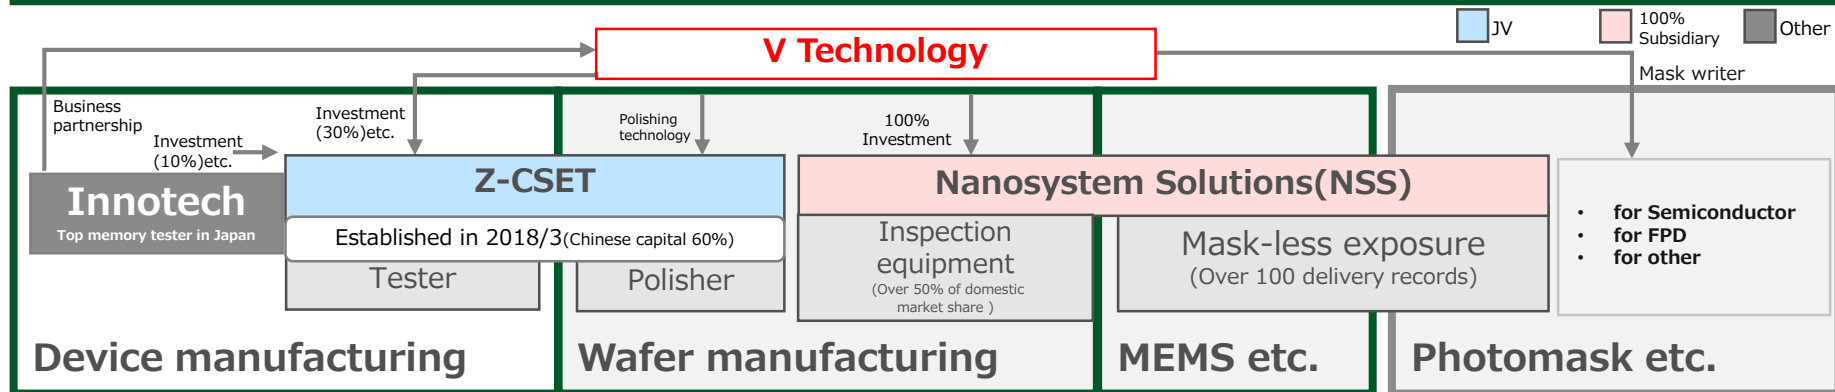 JV
100%
Subsidiary
Other
V Technology
Mask writer
Business
partnership
Investment
(10%)etc.
Investment
(30%)etc.
Polishing
technology
100%
Investment
Innotech
Top memory tester in Japan
Z-CSET
Established in 2018/3(Chinese capital 60%)
Tester
Polisher
Nanosystem Solutions(NSS)
Inspection
equipment
(Over 50% of domestic
market share )
Mask-less exposure
(Over 100 delivery records)
• for Semiconductor
• for FPD
• for other
Device manufacturing
Wafer manufacturing
MEMS etc.
Photomask etc.